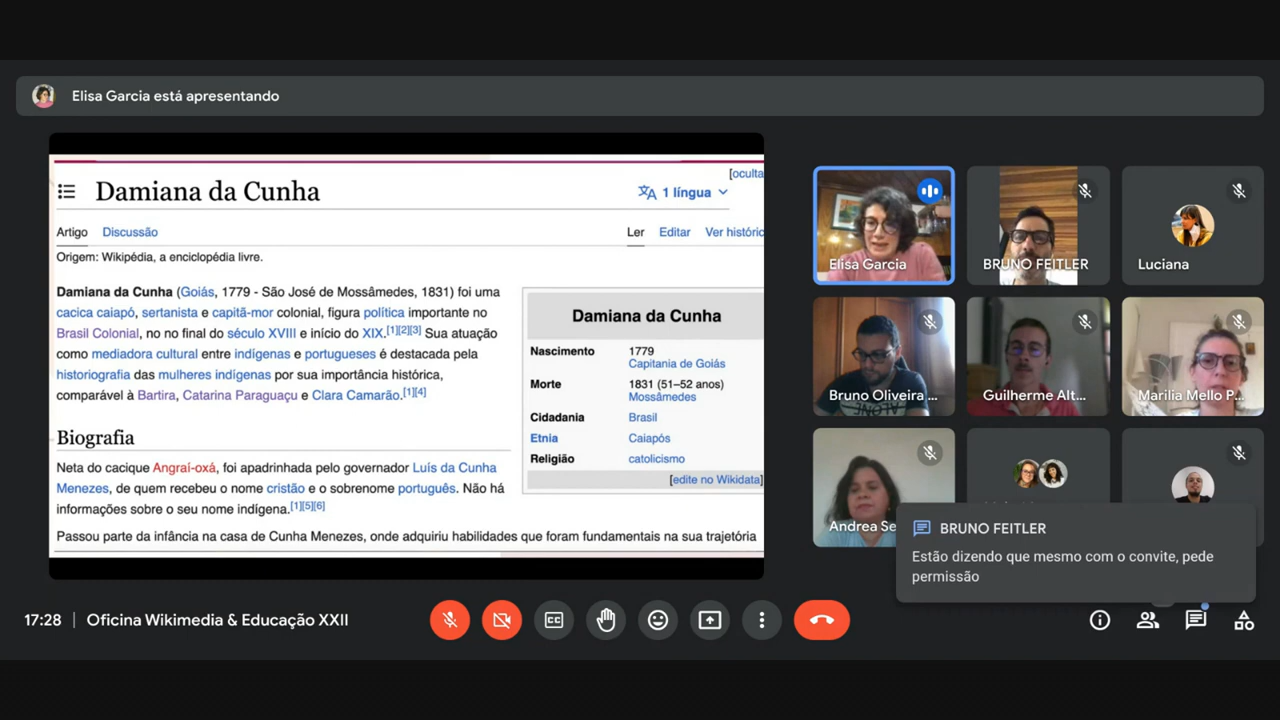 Elisa Garcia está apresentando
[oculta
Damiana da Cunha
1 língua
Artigo Discussão Ler Editar Ver históric
Origem: Wikipédia, a enciclopédia livre.
Damiana da Cunha (Goiás, 1779 - São José de Mossâmedes, 1831) foi uma
cacica caiapó, sertanista e capitã-mor colonial, figura política importante no
Brasil Colonial, no no final do século XVIII e início do XIX.[1][2][3] Sua atuação
como mediadora cultural entre indígenas e portugueses é destacada pela
historiografia das mulheres indígenas por sua importância histórica,
comparável à Bartira, Catarina Paraguaçu e Clara Camarão.[1][4]
Damiana da Cunha
Nascimento 1779
Capitania de Goiás
Morte 1831 (51–52 anos)
Mossâmedes
Cidadania Brasil
Etnia Caiapós
Religião catolicismo
[edite no Wikidata]
Biografia
Neta do cacique Angraí-oxá, foi apadrinhada pelo governador Luís da Cunha
Menezes, de quem recebeu o nome cristão e o sobrenome português. Não há
informações sobre o seu nome indígena.[1][5][6]
Passou parte da infância na casa de Cunha Menezes, onde adquiriu habilidades que foram fundamentais na sua trajetória
Elisa Garcia
BRUNO FEITLER
Luciana
Bruno Oliveira ...
Guilherme Alt...
Marilia Mello P...
Andrea Se
BRUNO FEITLER
Estão dizendo que mesmo com o convite, pede
permissão
17:28 | Oficina Wikimedia & Educação XXII